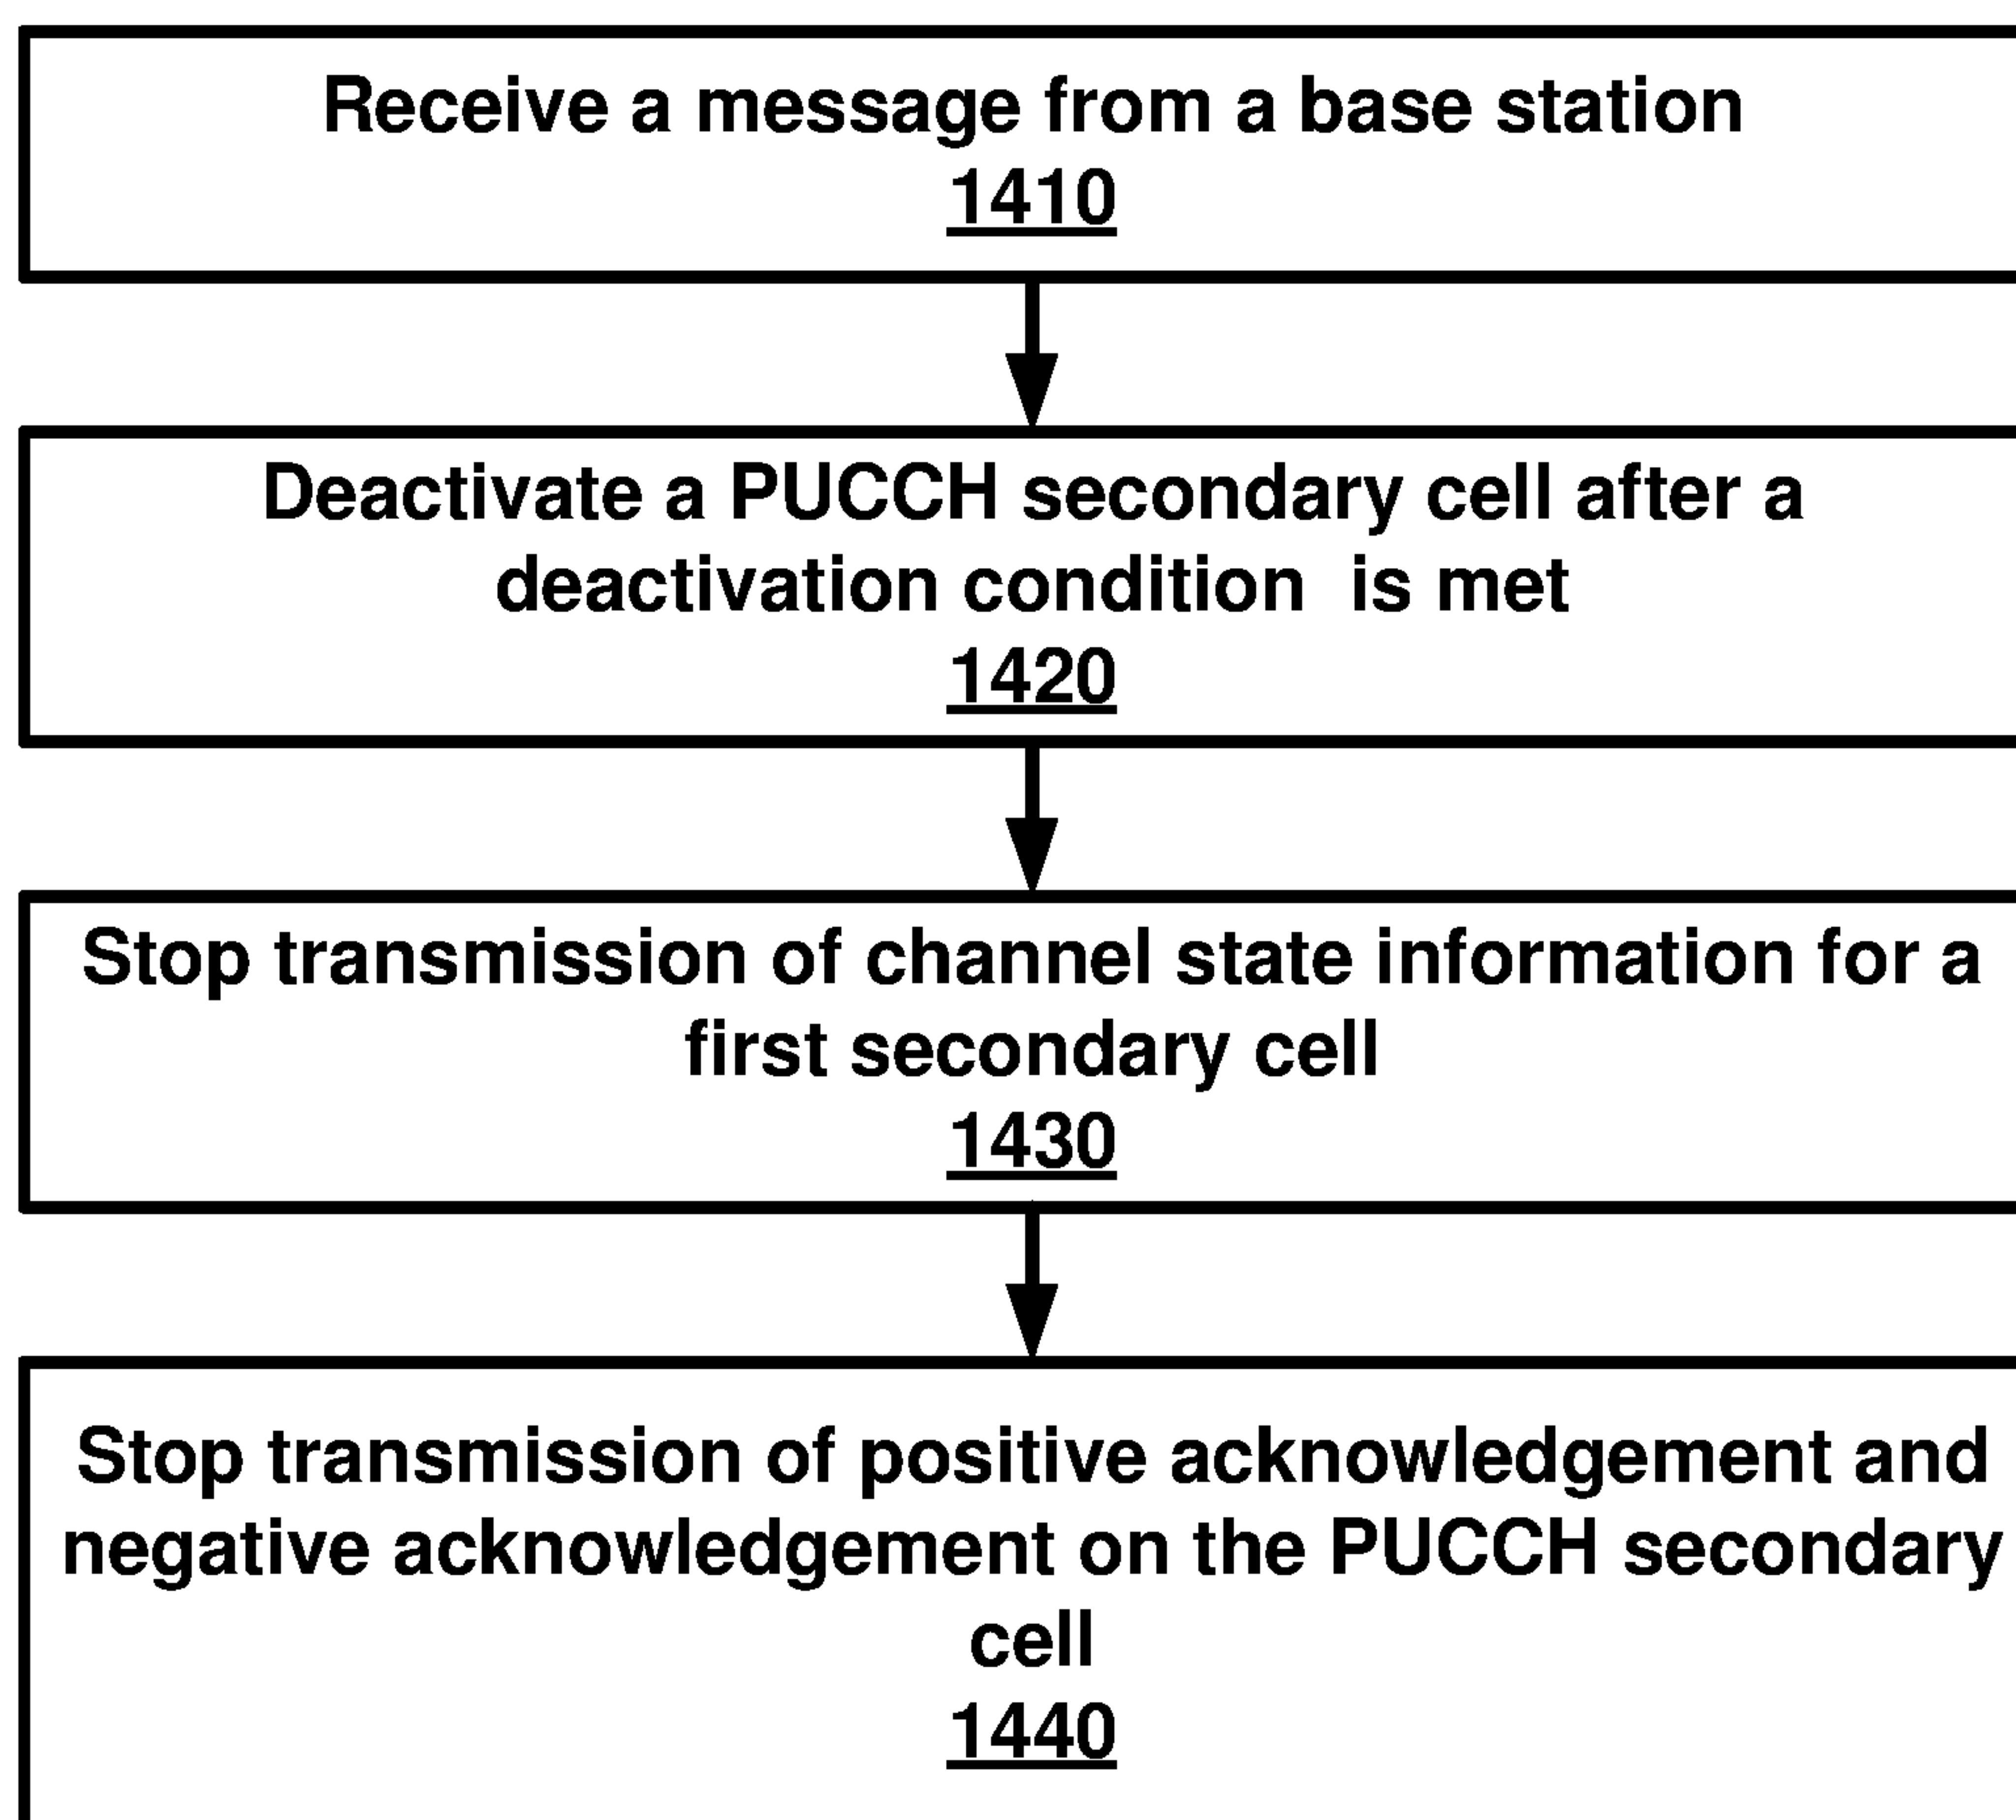 Receive a message from a base station
1410
Deactivate a PUCCH secondary cell after a
deactivation condition  is met
1420
Stop transmission of channel state information for a
first secondary cell
1430
Stop transmission of positive acknowledgement and
negative acknowledgement on the PUCCH secondary
cell
1440